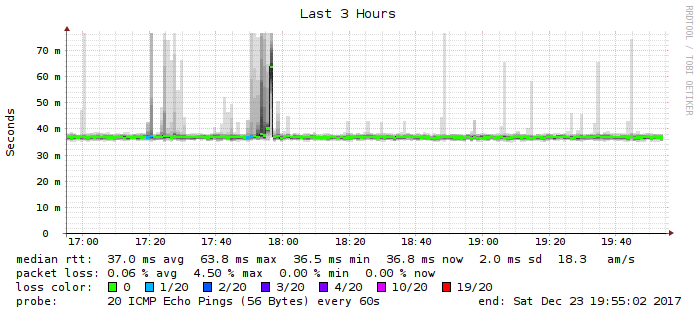 Last 3 Hours
RRDTOOL / TOBI OETIKER
Seconds
70 m
60 m
50 m
40 m
30 m
20 m
10 m
0
17:00 17:20 17:40 18:00 18:20 18:40 19:00 19:20 19:40
median rtt: 37.0 ms avg 63.8 ms max 36.5 ms min 36.8 ms now 2.0 ms sd 18.3 am/s
packet loss: 0.06 % avg 4.50 % max 0.00 % min 0.00 % now
loss color: 0 1/20 2/20 3/20 4/20 10/20 19/20
probe: 20 ICMP Echo Pings (56 Bytes) every 60s end: Sat Dec 23 19:55:02 2017